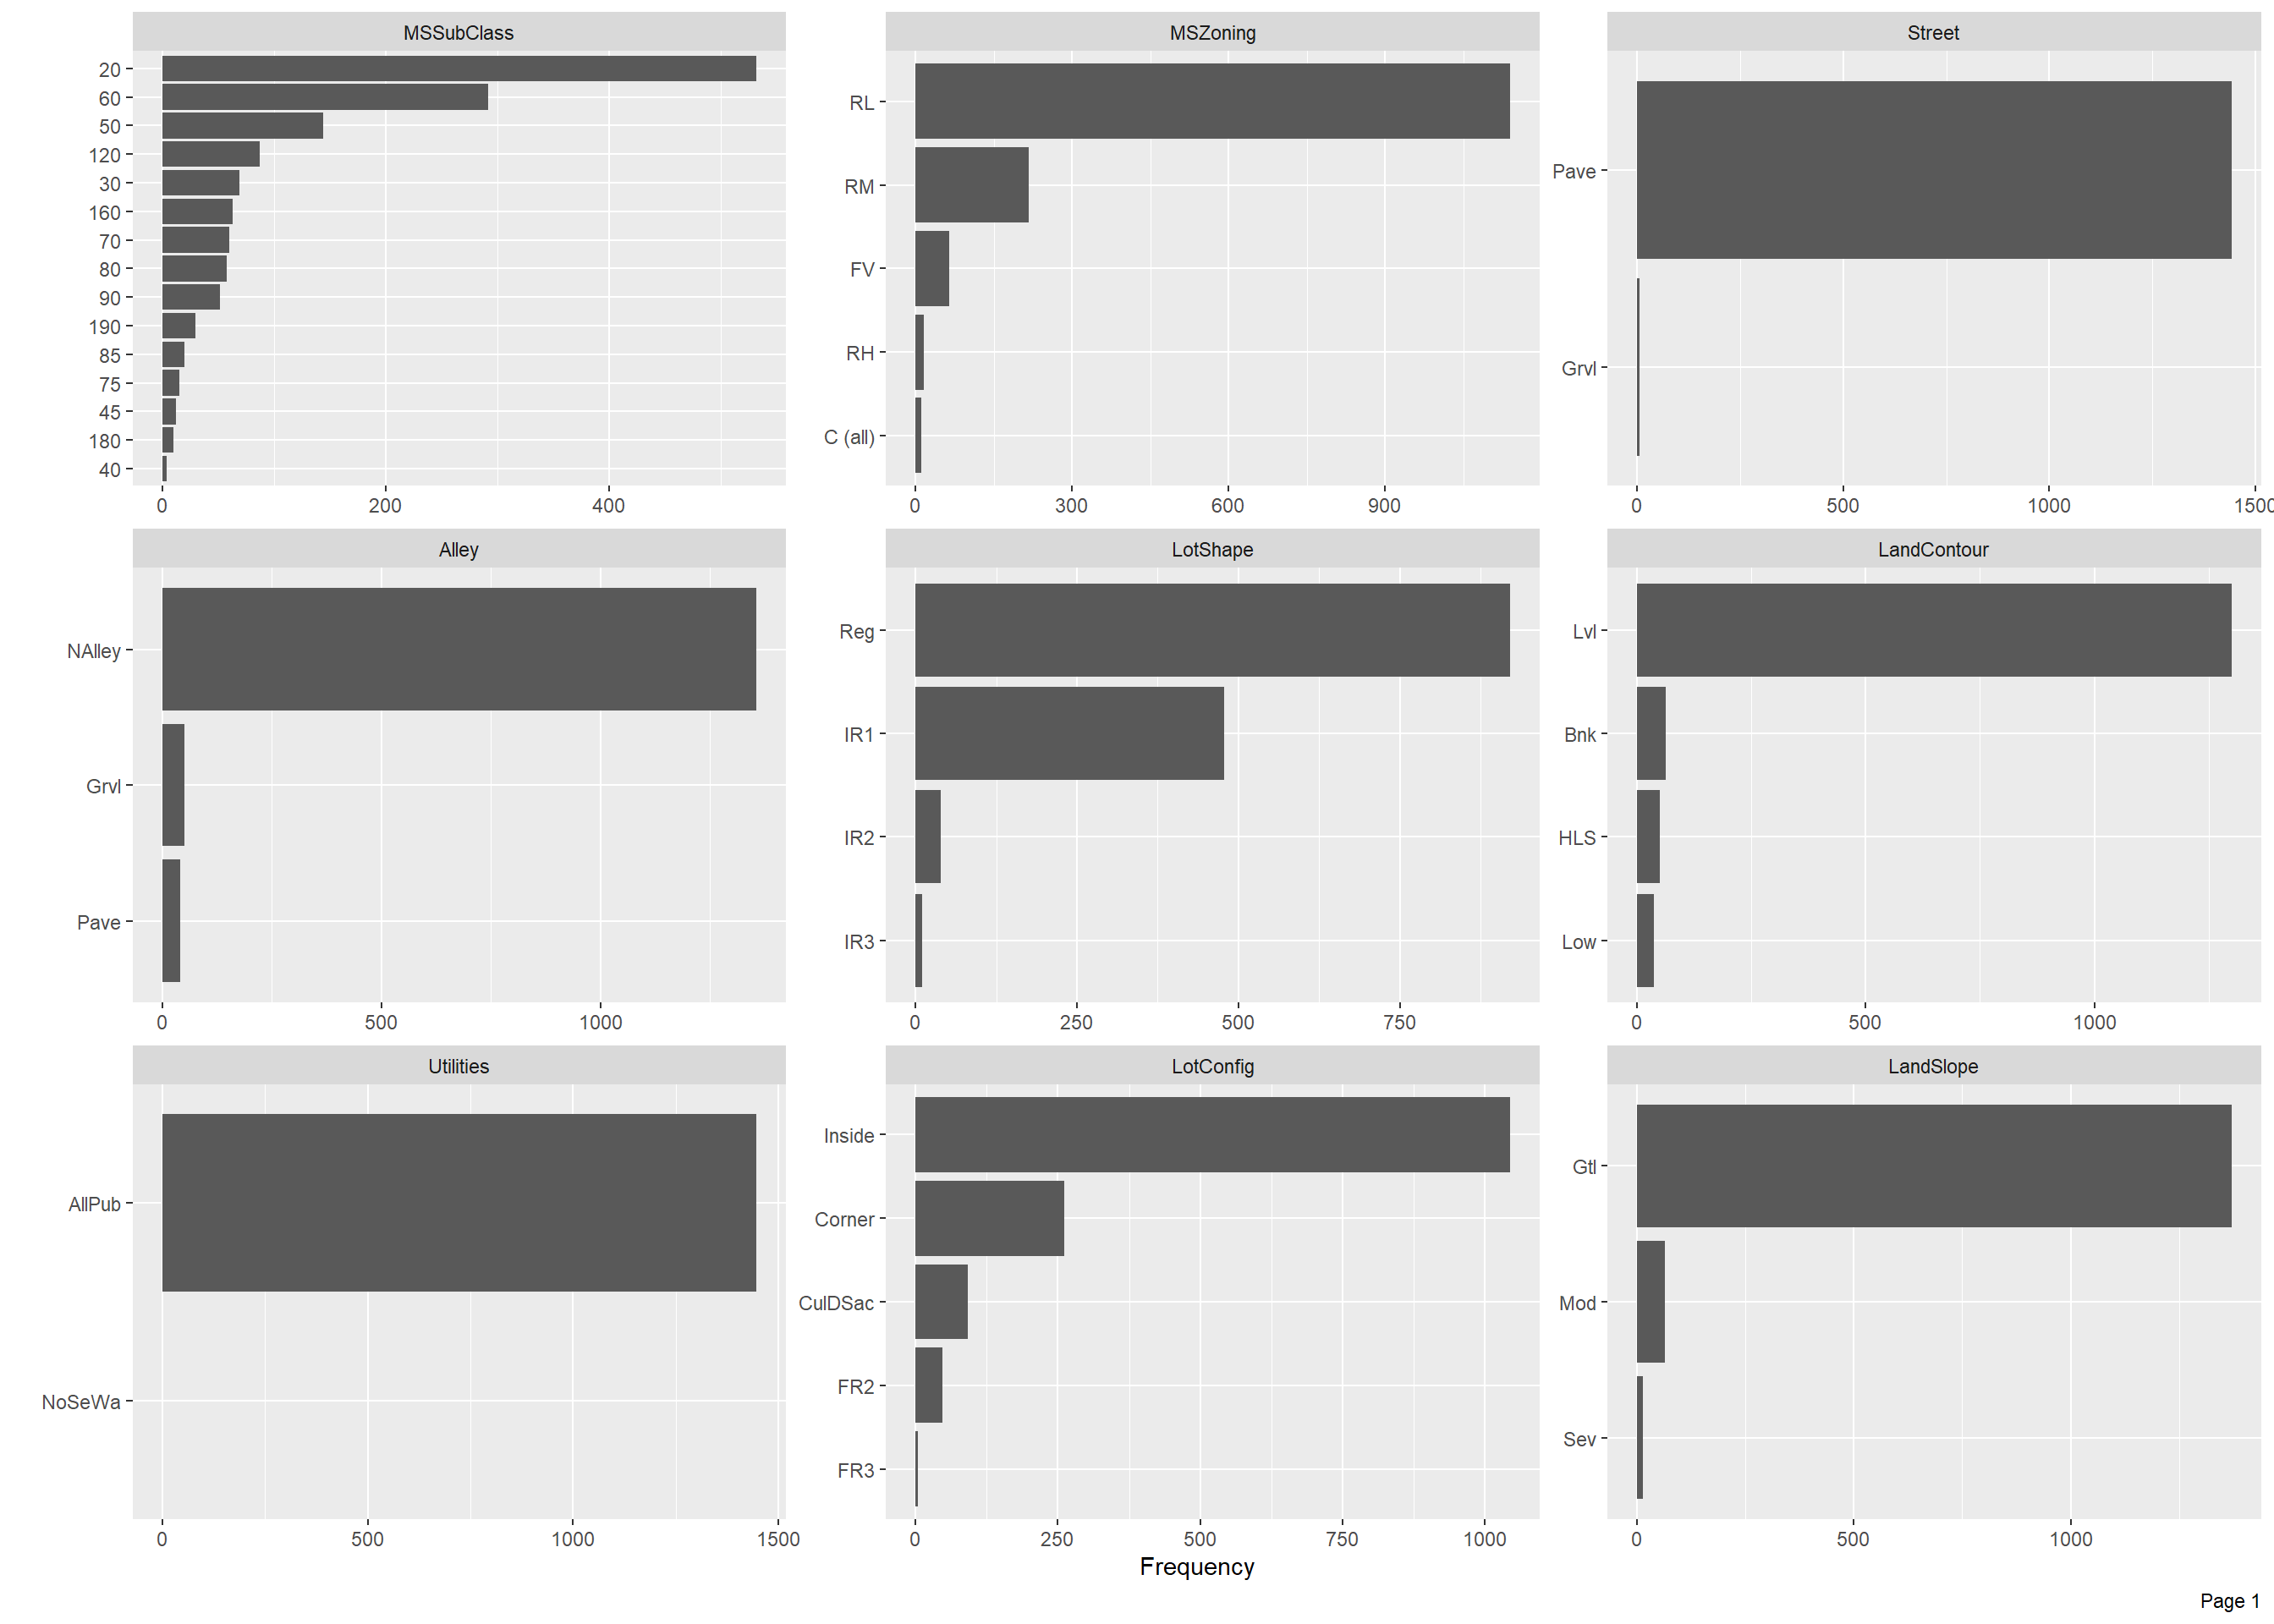 MSSubClass
20
60
50
120
30
160
70
80
90
190
85
75
45
180
40
0 200 400
MSZoning
RL
RM
FV
RH
C (all)
0 300 600 900
Street
Pave
Grvl
0 500 1000 1500
Alley
NAlley
Grvl
Pave
0 500 1000
LotShape
Reg
IR1
IR2
IR3
0 250 500 750
LandContour
Lvl
Bnk
HLS
Low
0 500 1000
Utilities
AllPub
NoSeWa
0 500 1000 1500
LotConfig
Inside
Corner
CulDSac
FR2
FR3
0 250 500 750 1000
LandSlope
Gtl
Mod
Sev
0 500 1000
Frequency
Page 1